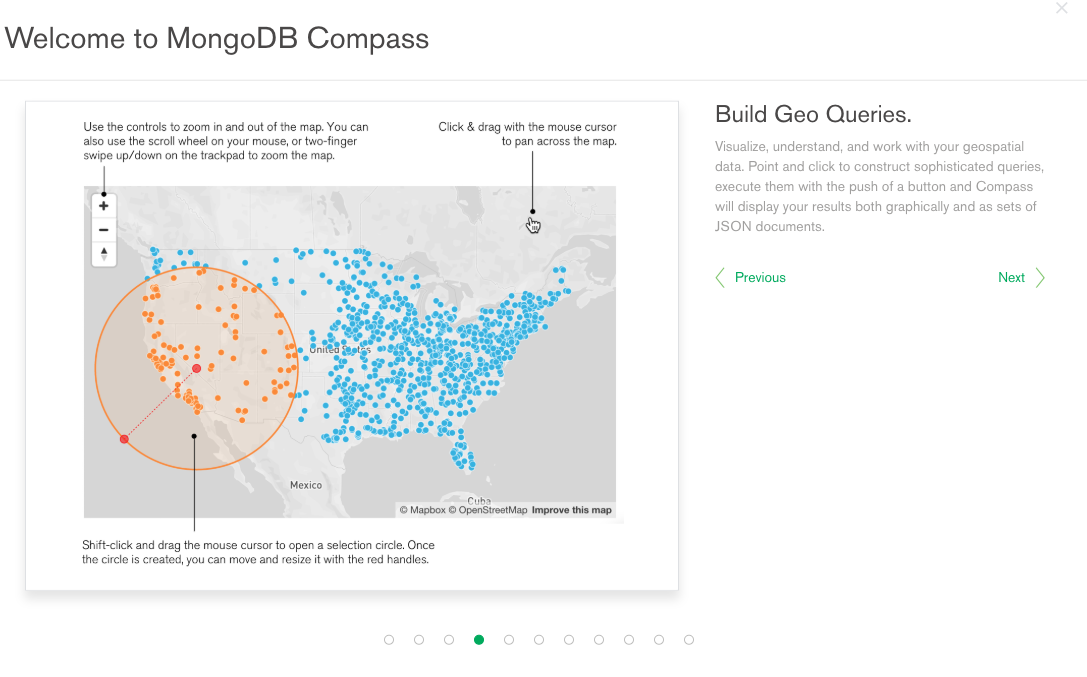 Welcome to MongoDB Compass
Use the controls to zoom in and out of the map. You can
also use the scroll wheel on your mouse, or two-finger
swipe up/down on the trackpad to zoom the map.
Click & drag with the mouse cursor
to pan across the map.
United States
Mexico
Cuba
© Mapbox © OpenStreetMap Improve this map
Shift-click and drag the mouse cursor to open a selection circle. Once
the circle is created, you can move and resize it with the red handles.
Build Geo Queries.
Visualize, understand, and work with your geospatial
data. Point and click to construct sophisticated queries,
execute them with the push of a button and Compass
will display your results both graphically and as sets of
JSON documents.
Previous
Next